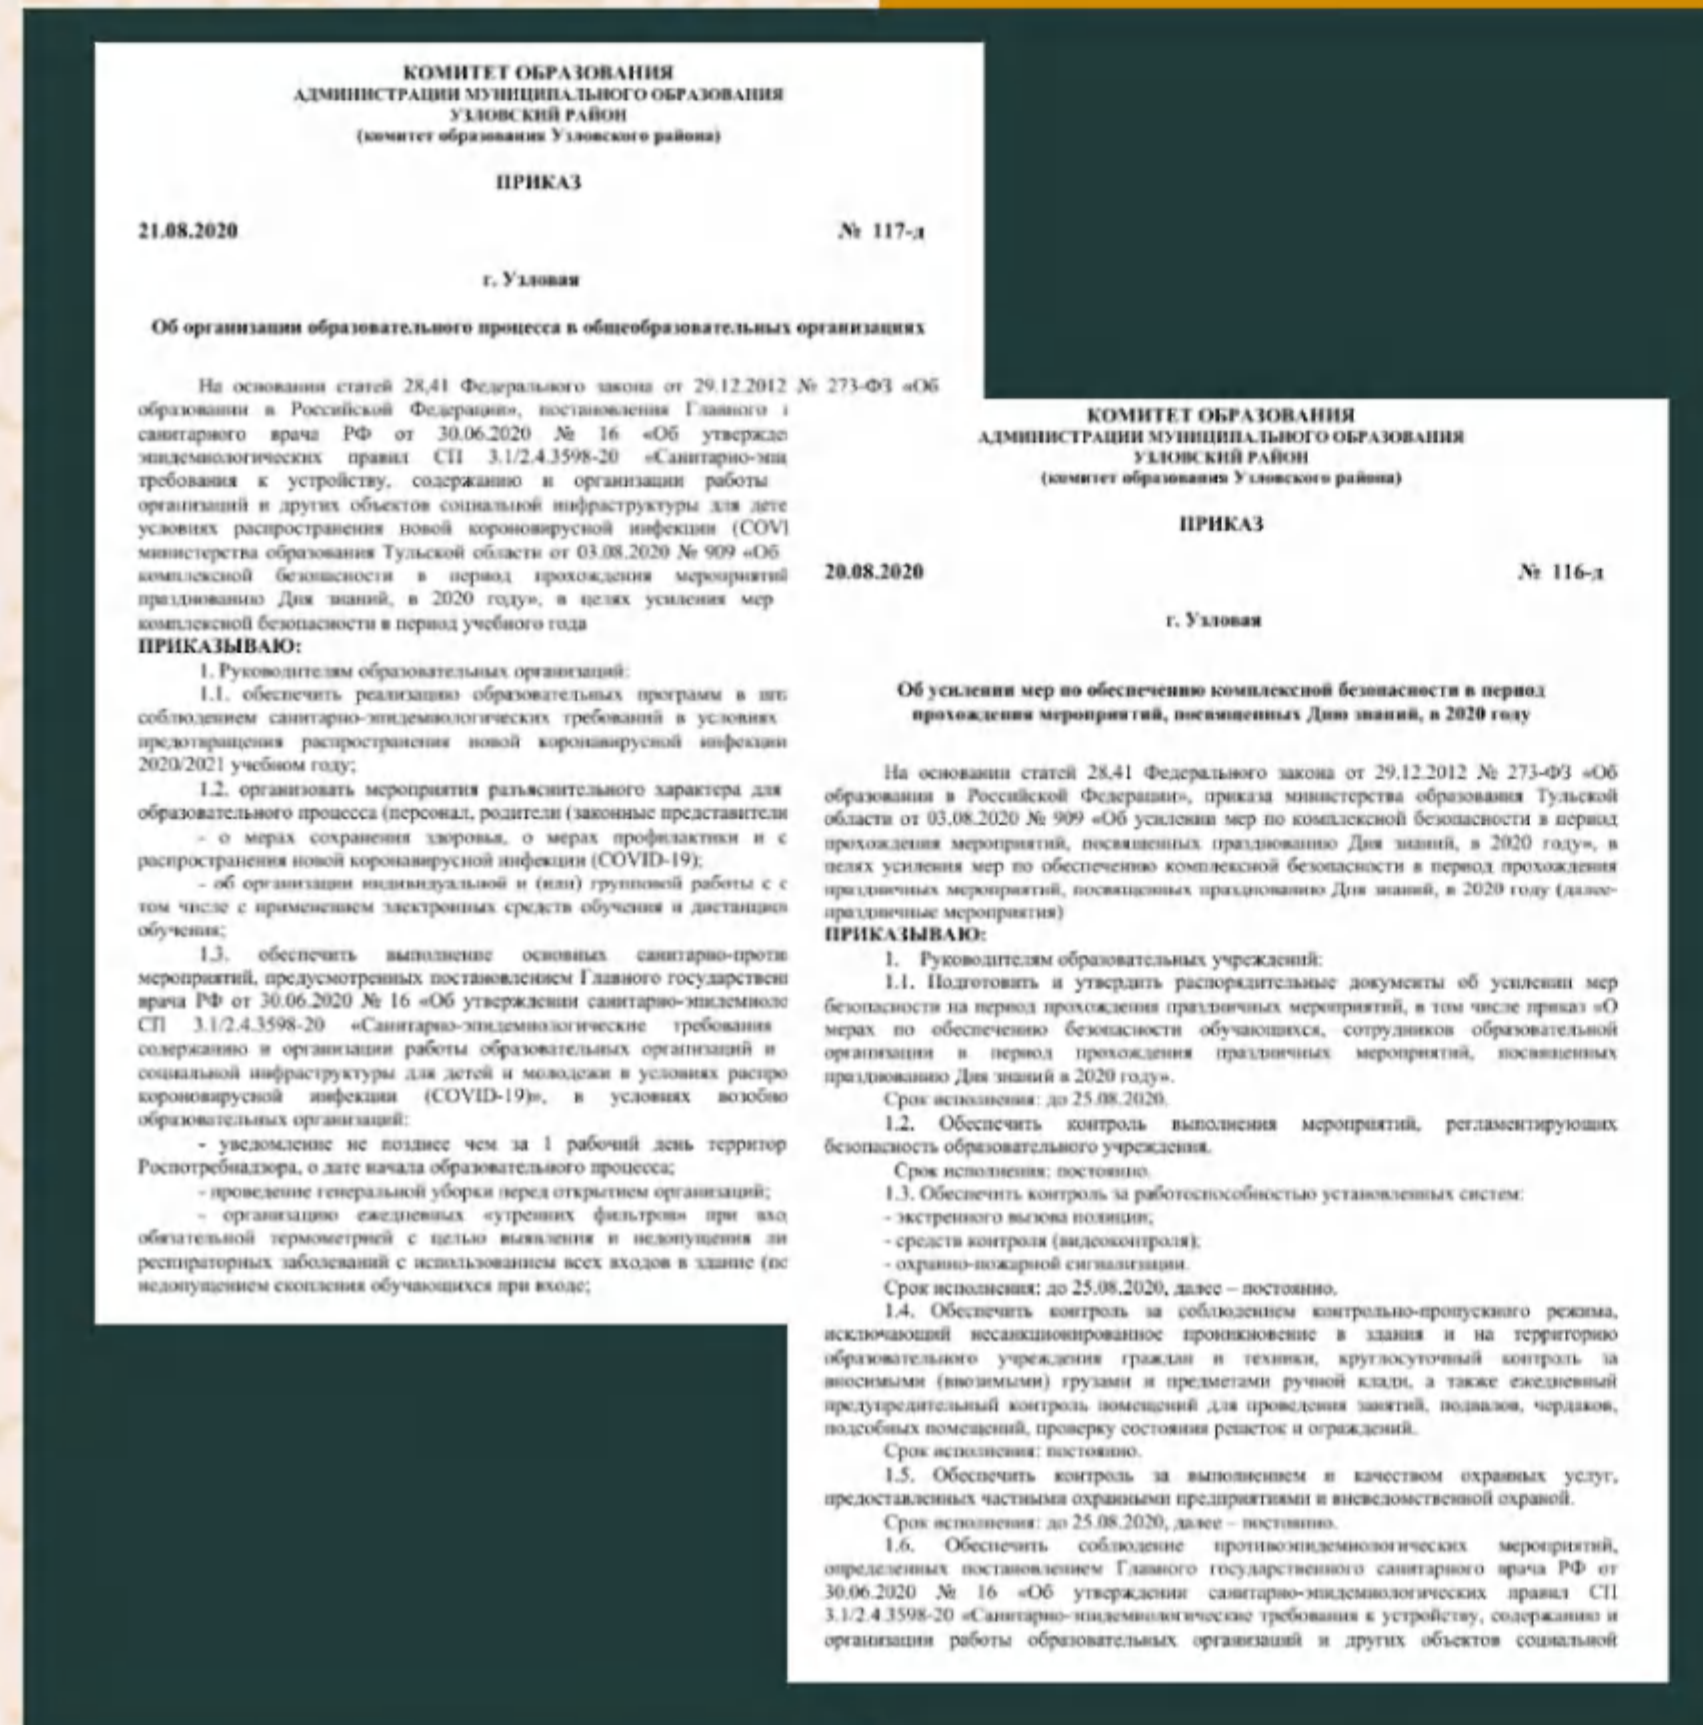 КОМИТЕТ ОБРАЗОВАНИЯ
АДМИНИСТРАЦИИ МУНИЦИПАЛЬНОГО ОБРАЗОВАНИЯ
УЗЛОВСКИЙ РАЙОН
(комитет образования Узловского района)
ПРИКАЗ
21.08.2020 № 117-д
г. Узловая
Об организации образовательного процесса в общеобразовательных организациях
На основании статей 28,41 Федерального закона от 29.12.2012 № 273-ФЗ «Об
образовании в Российской Федерации», постановления Главного
санитарного врача РФ от 30.06.2020 № 16 «Об утвержде
эпидемиологических правил СП 3.1/2.4.3598-20 «Санитарно-эпи
требования к устройству, содержанию и организации работы
организаций и других объектов социальной инфраструктуры для дете
условиях распространения новой короновирусной инфекции (COVI
министерства образования Тульской области от 03.08.2020 № 909 «Об
комплексной безопасности в период прохождения мероприятий
празднованию Дня знаний, в 2020 году», в целях усиления мер
комплексной безопасности в период учебного года
ПРИКАЗЫВАЮ:
1. Руководителям образовательных организаций:
1.1. обеспечить реализацию образовательных программ в шта
соблюдением санитарно-эпидемиологических требований в условиях
предотвращения распространения новой коронавирусной инфекции
2020/2021 учебном году;
1.2. организовать мероприятия разъяснительного характера для
образовательного процесса (персонал, родители (законные представители
- о мерах сохранения здоровья, о мерах профилактики и с
распространения новой коронавирусной инфекции (COVID-19);
- об организации индивидуальной и (или) групповой работы с с
том числе с применением электронных средств обучения и дистанцион
обучения;
1.3. обеспечить выполнение основных санитарно-проти
мероприятий, предусмотренных постановлением Главного государствен
врача РФ от 30.06.2020 № 16 «Об утверждении санитарно-эпидемиоло
СП 3.1/2.4.3598-20 «Санитарно-эпидемиологические требования
содержанию и организации работы образовательных организаций и
социальной инфраструктуры для детей и молодежи в условиях распро
короновирусной инфекции (COVID-19)», в условиях возобно
образовательных организаций:
- уведомление не позднее чем за 1 рабочий день территор
Роспотребнадзора, о дате начала образовательного процесса;
- проведение генеральной уборки перед открытием организаций;
- организацию ежедневных «утренних фильтров» при вхо
обязательной термометрией с целью выявления и недопущения ли
респираторных заболеваний с использованием всех входов в здание (по
недопущением скопления обучающихся при входе;
КОМИТЕТ ОБРАЗОВАНИЯ
АДМИНИСТРАЦИИ МУНИЦИПАЛЬНОГО ОБРАЗОВАНИЯ
УЗЛОВСКИЙ РАЙОН
(комитет образования Узловского района)
ПРИКАЗ
20.08.2020 № 116-д
г. Узловая
Об усилении мер по обеспечению комплексной безопасности в период
прохождения мероприятий, посвященных Дню знаний, в 2020 году
На основании статей 28,41 Федерального закона от 29.12.2012 № 273-ФЗ «Об
образовании в Российской Федерации», приказа министерства образования Тульской
области от 03.08.2020 № 909 «Об усилении мер по комплексной безопасности в период
прохождения мероприятий, посвященных празднованию Дня знаний, в 2020 году», в
целях усиления мер по обеспечению комплексной безопасности в период прохождения
праздничных мероприятий, посвященных празднованию Дня знаний, в 2020 году (далее-
праздничные мероприятия)
ПРИКАЗЫВАЮ:
1. Руководителям образовательных учреждений:
1.1. Подготовить и утвердить распорядительные документы об усилении мер
безопасности на период прохождения праздничных мероприятий, в том числе приказ «О
мерах по обеспечению безопасности обучающихся, сотрудников образовательной
организации в период прохождения праздничных мероприятий, посвященных
празднованию Дня знаний в 2020 году».
Срок исполнения: до 25.08.2020.
1.2. Обеспечить контроль выполнения мероприятий, регламентирующих
безопасность образовательного учреждения.
Срок исполнения: постоянно.
1.3. Обеспечить контроль за работоспособностью установленных систем:
- экстренного вызова полиции;
- средств контроля (видеоконтроля);
- охранно-пожарной сигнализации.
Срок исполнения: до 25.08.2020, далее – постоянно.
1.4. Обеспечить контроль за соблюдением контрольно-пропускного режима,
исключающий несанкционированное проникновение в здания и на территорию
образовательного учреждения граждан и техники, круглосуточный контроль за
вносимыми (ввозимыми) грузами и предметами ручной клади, а также ежедневный
предупредительный контроль помещений для проведения занятий, подвалов, чердаков,
подсобных помещений, проверку состояния решеток и ограждений.
Срок исполнения: постоянно.
1.5. Обеспечить контроль за выполнением и качеством охранных услуг,
предоставленных частными охранными предприятиями и вневедомственной охраной.
Срок исполнения: до 25.08.2020, далее – постоянно.
1.6. Обеспечить соблюдение противоэпидемиологических мероприятий,
определенных постановлением Главного государственного санитарного врача РФ от
30.06.2020 № 16 «Об утверждении санитарно-эпидемиологических правил СП
3.1/2.4.3598-20 «Санитарно-эпидемиологические требования к устройству, содержанию и
организации работы образовательных организаций и других объектов социальной